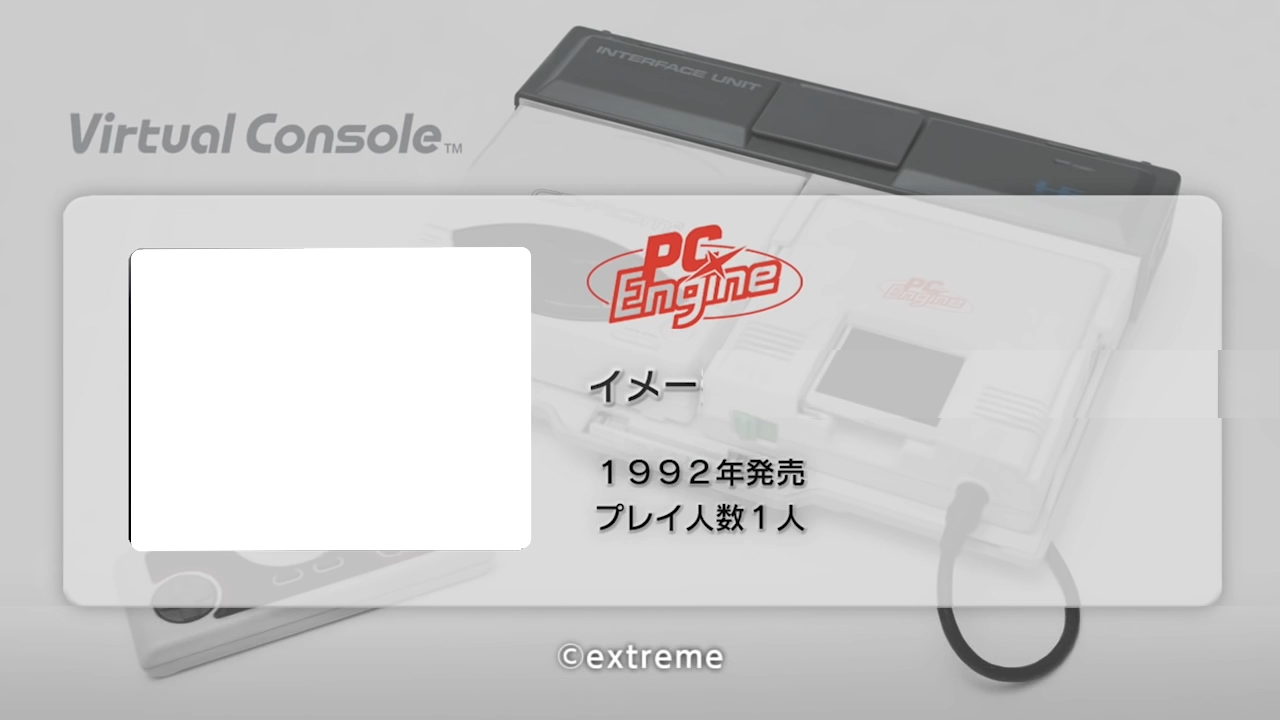 INTERFACE UNIT
Virtual Console™
PC Engine
PC Engine
イメー
１９９２年発売
プレイ人数１人
©extreme